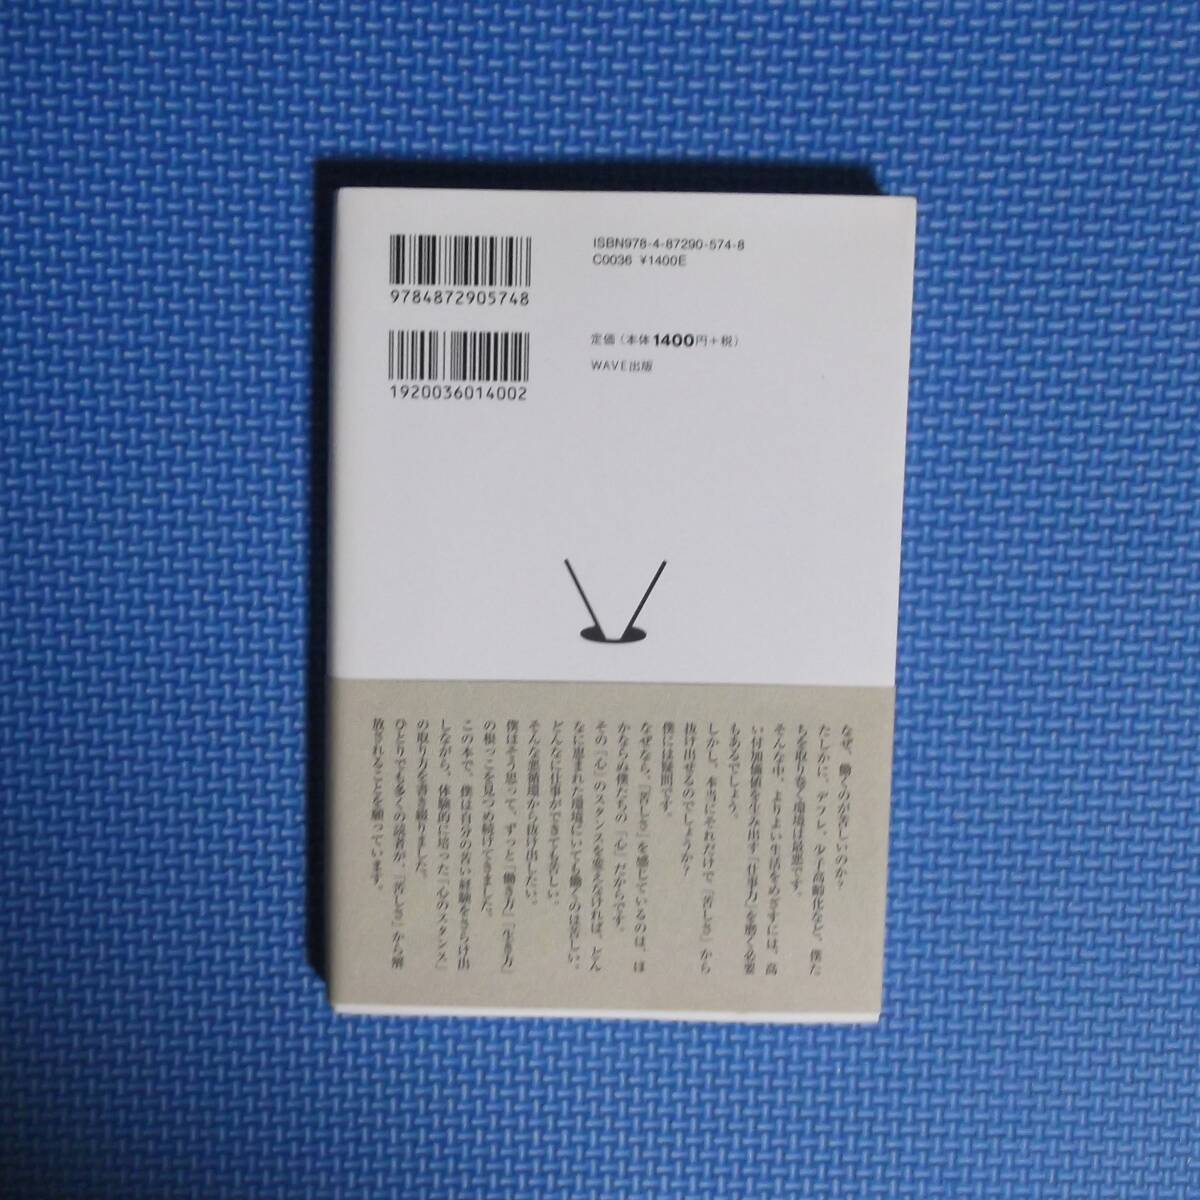 ISBN978-4-87290-574-8
C0036 ¥1400E
9784872905748
定価（本体1400円+税）
WAVE出版
1920036014002
なぜ、働くのが苦しいのか？
たしかに、デフレ、少子高齢化など、僕た
ちを取り巻く環境は最悪です。
そんな中、よりよい生活をめざすには、高
い付加価値を生み出す「仕事力」を磨く必要
もあるでしょう。
しかし、本当にそれだけで「苦しさ」から
抜け出せるのでしょうか？
僕には疑問です。
なぜなら、「苦しさ」を感じているのは、ほ
かならぬ僕たちの「心」だからです。
その「心」のスタンスを変えなければ、どん
なに恵まれた環境にいても働くのは苦しい。
どんなに仕事ができても苦しい。
そんな悪循環から抜け出したい。
僕はそう思って、ずっと「働き方」「生き方」
の根っこを見つめ続けてきました。
この本で、僕は自分の苦い経験をさらけ出
しながら、体験的に培った「心のスタンス」
の取り方を書き綴りました。
ひとりでも多くの読者が、「苦しさ」から解
放されることを願っています。